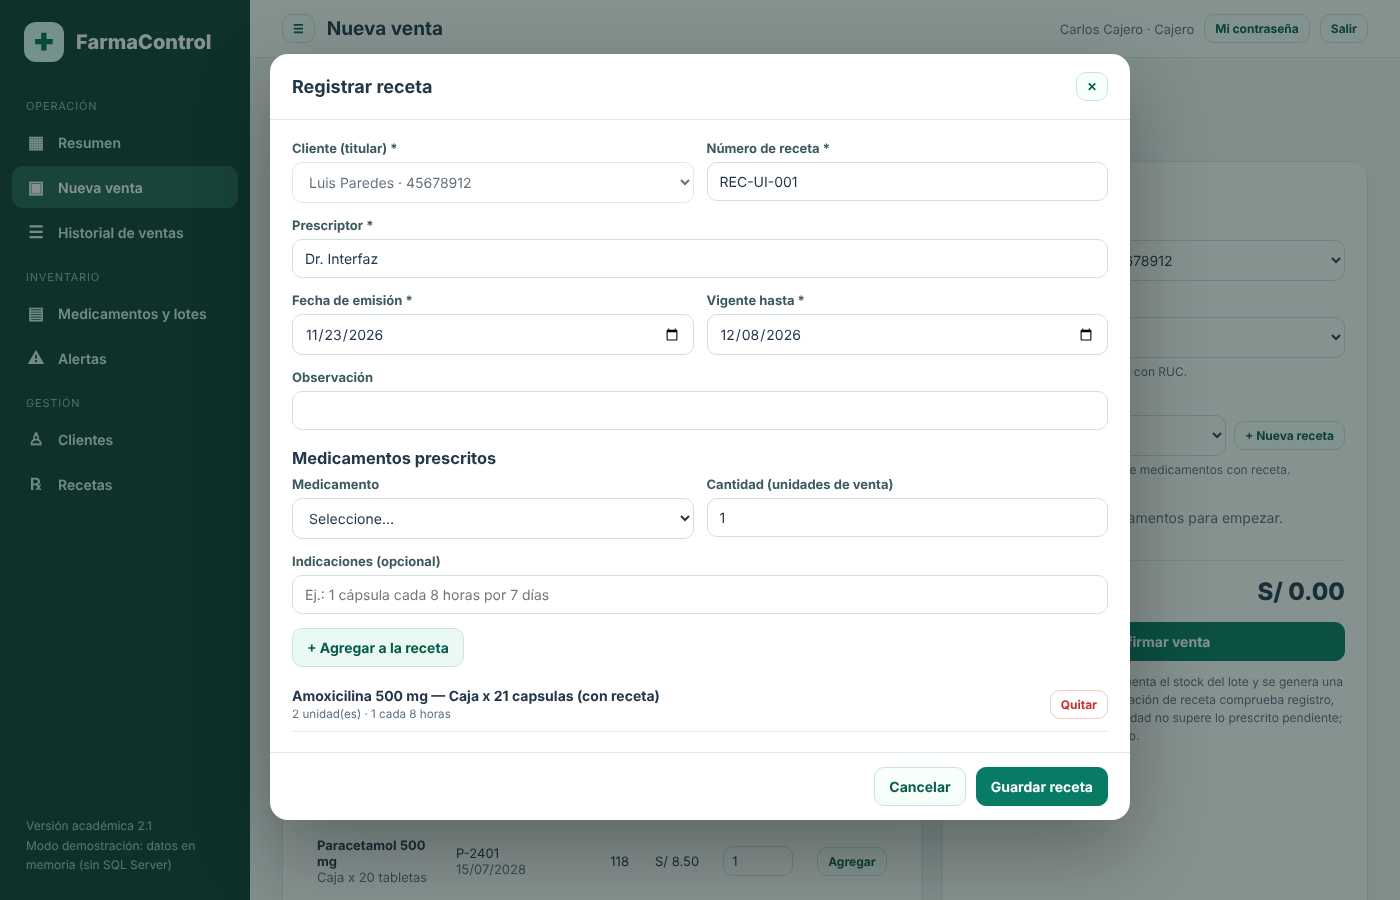 FarmaControl
OPERACIÓN
Resumen
Nueva venta
Historial de ventas
INVENTARIO
Medicamentos y lotes
Alertas
GESTIÓN
Clientes
Recetas
Versión académica 2.1
Modo demostración: datos en
memoria (sin SQL Server)
Nueva venta
Carlos Cajero · Cajero
Mi contraseña
Salir
Registrar receta
Cliente (titular) *
Luis Paredes · 45678912
Número de receta *
REC-UI-001
Prescriptor *
Dr. Interfaz
Fecha de emisión *
11/23/2026
Vigente hasta *
12/08/2026
Observación
Medicamentos prescritos
Medicamento
Seleccione...
Cantidad (unidades de venta)
1
Indicaciones (opcional)
Ej.: 1 cápsula cada 8 horas por 7 días
+ Agregar a la receta
Amoxicilina 500 mg — Caja x 21 capsulas (con receta)
2 unidad(es) · 1 cada 8 horas
Quitar
Cancelar
Guardar receta
678912
con RUC.
+ Nueva receta
e medicamentos con receta.
amentos para empezar.
S/ 0.00
firmar venta
enta el stock del lote y se genera una
ación de receta comprueba registro,
dad no supere lo prescrito pendiente;
o.
Paracetamol 500
mg
Caja x 20 tabletas
P-2401
15/07/2028
118
S/ 8.50
1
Agregar